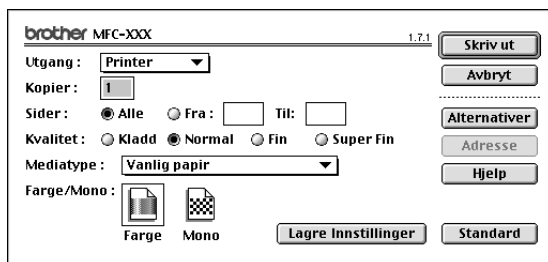 brother MFC-XXX 1.7.1 Skriv ut
Utgang : Printer Avbryt
Kopier : 1
Sider : Alle Fra : Til: Alternativer
Kvalitet : Kladd Normal Fin Super Fin Adresse
Mediatype : Vanlig papir Hjelp
Farge/Mono :
Farge Mono Lagre Innstillinger Standard